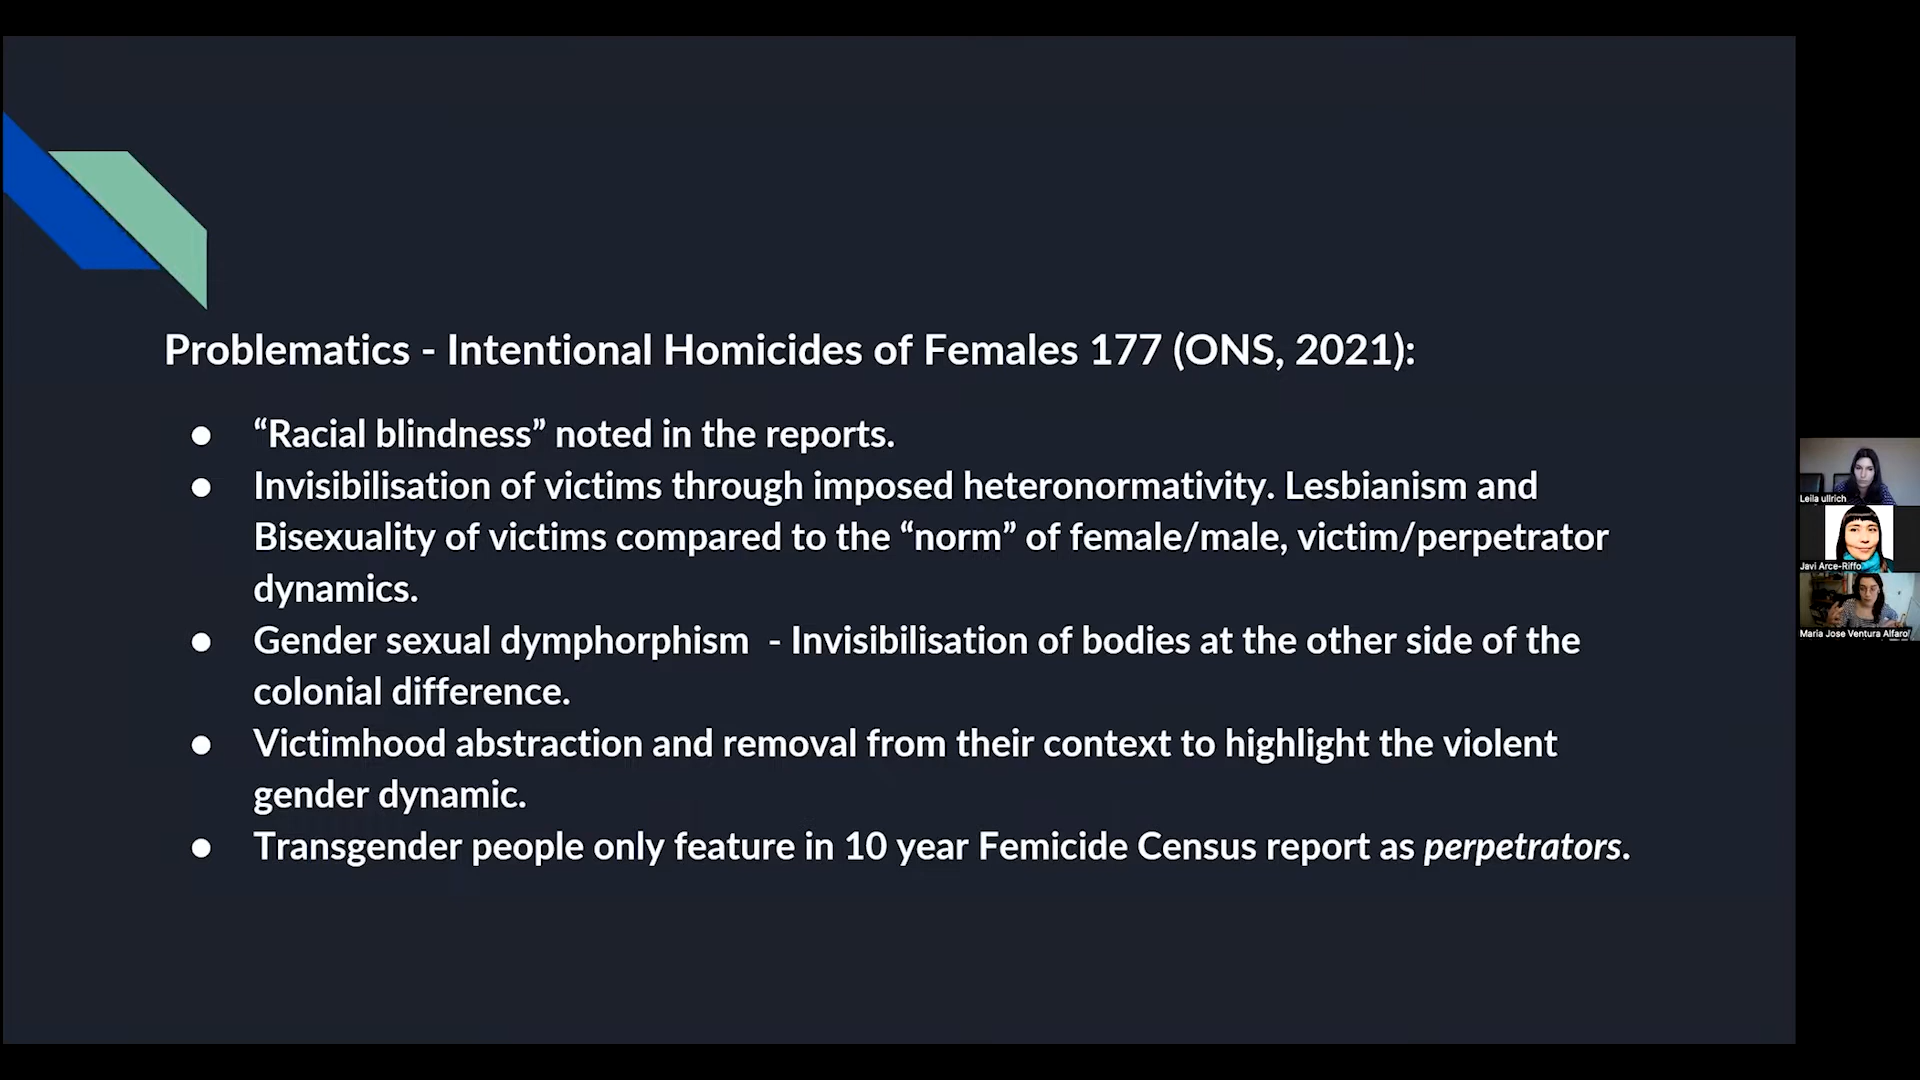 Problematics - Intentional Homicides of Females 177 (ONS, 2021):
● “Racial blindness” noted in the reports.
● Invisibilisation of victims through imposed heteronormativity. Lesbianism and
Bisexuality of victims compared to the “norm” of female/male, victim/perpetrator
dynamics.
● Gender sexual dymphorphism - Invisibilisation of bodies at the other side of the
colonial difference.
● Victimhood abstraction and removal from their context to highlight the violent
gender dynamic.
● Transgender people only feature in 10 year Femicide Census report as perpetrators.
Leila ullrich
Javi Arce-Riffo
Maria Jose Ventura Alfaro